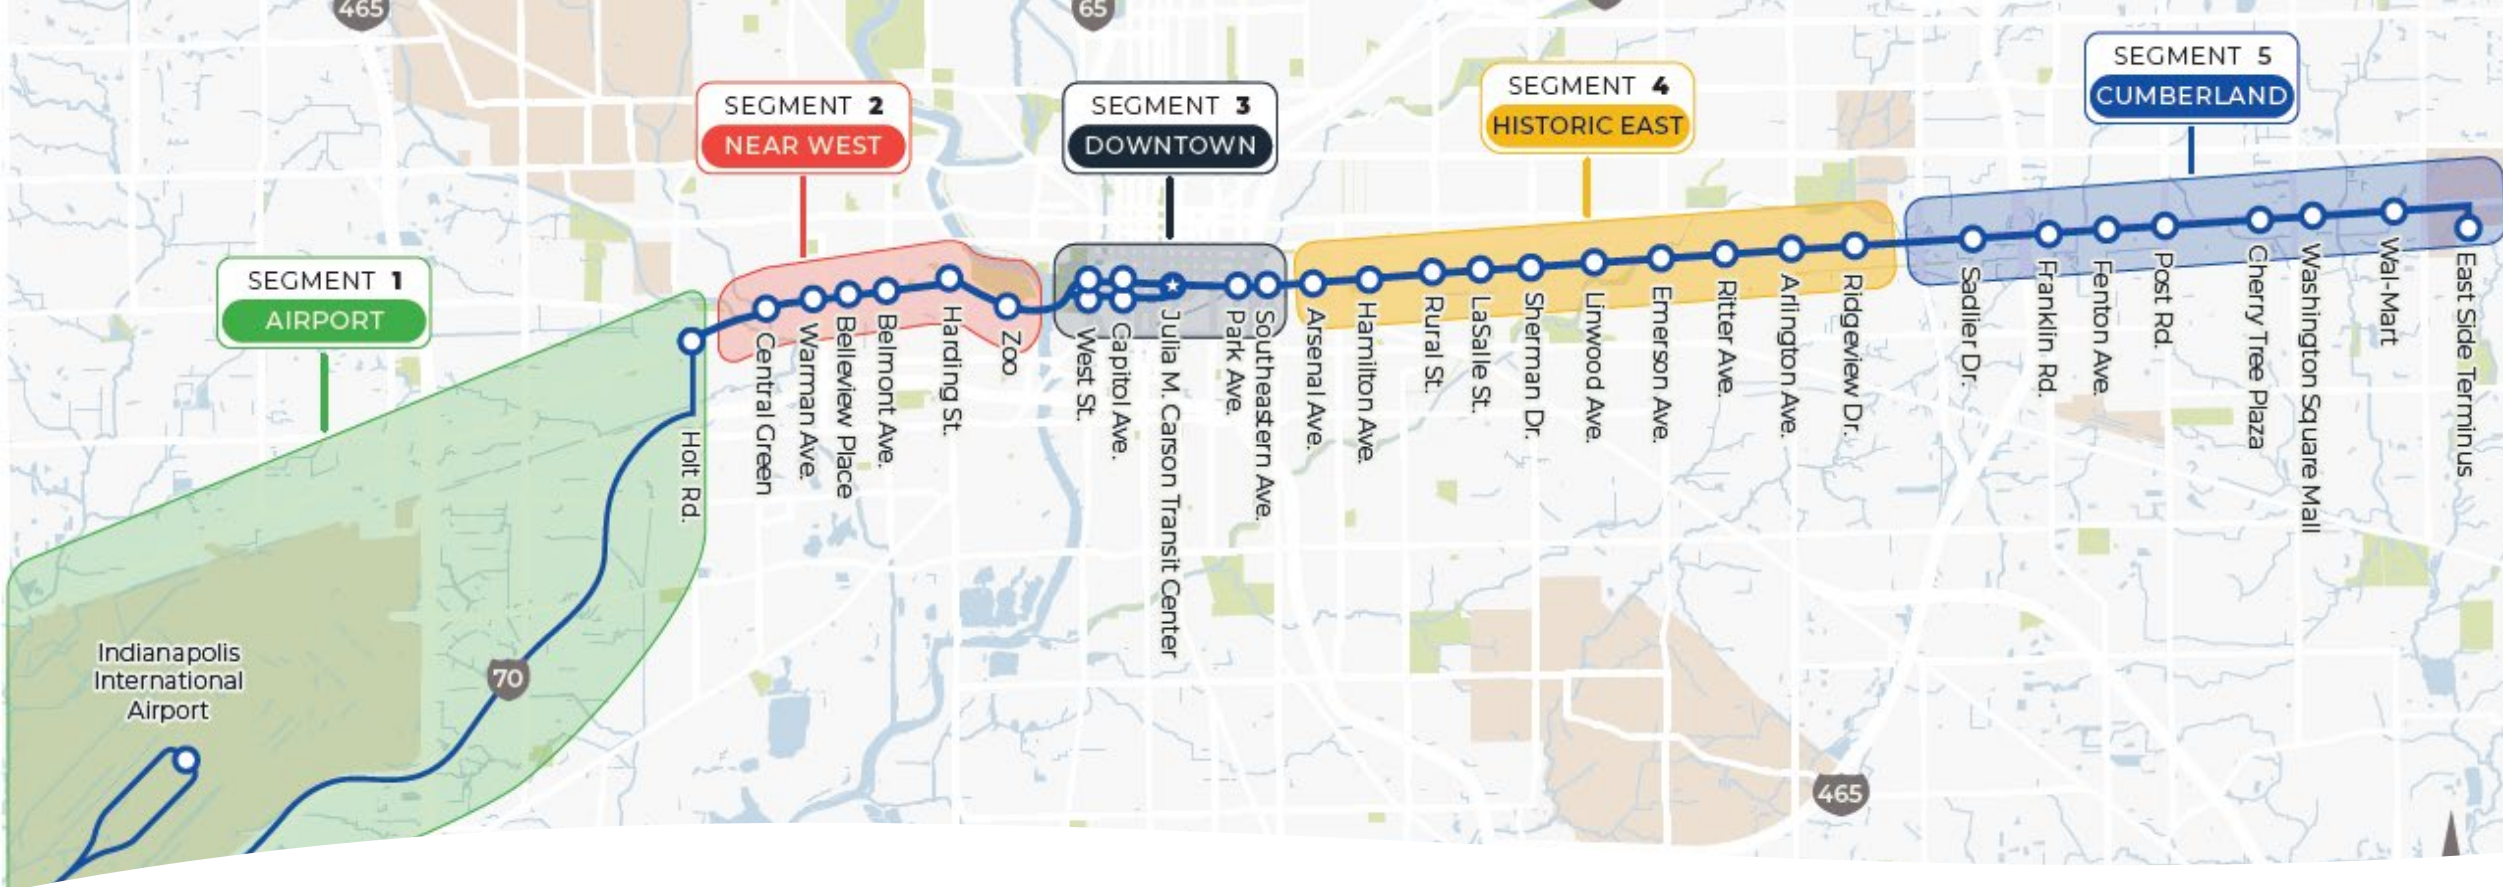 465
65
SEGMENT 1
AIRPORT
SEGMENT 2
NEAR WEST
SEGMENT 3
DOWNTOWN
SEGMENT 4
HISTORIC EAST
SEGMENT 5
CUMBERLAND
Indianapolis
International
Airport
70
Holt Rd.
Central Green
Warman Ave.
Belleview Place
Belmont Ave.
Harding St.
Zoo
West St.
Capitol Ave.
Julia M. Carson Transit Center
Park Ave.
Southeastern Ave.
Arsenal Ave.
Hamilton Ave.
Rural St.
LaSalle St.
Sherman Dr.
Linwood Ave.
Emerson Ave.
Ritter Ave.
Arlington Ave.
Ridgeview Dr.
Sadlier Dr.
Franklin Rd.
Fenton Ave.
Post Rd.
Cherry Tree Plaza
Washington Square Mall
Wal-Mart
East Side Terminus
465